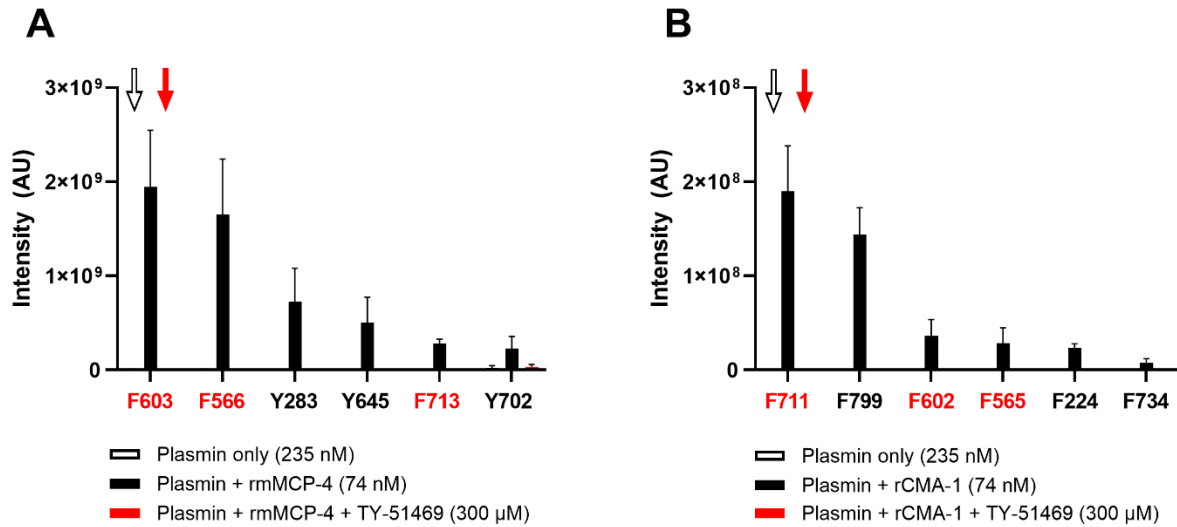 A
Intensity (AU)
3×10⁹
2×10⁹
1×10⁹
0
F603 F566 Y283 Y645 F713 Y702
Plasmin only (235 nM)
Plasmin + rmMCP-4 (74 nM)
Plasmin + rmMCP-4 + TY-51469 (300 µM)
B
Intensity (AU)
3×10⁸
2×10⁸
1×10⁸
0
F711 F799 F602 F565 F224 F734
Plasmin only (235 nM)
Plasmin + rCMA-1 (74 nM)
Plasmin + rCMA-1 + TY-51469 (300 µM)